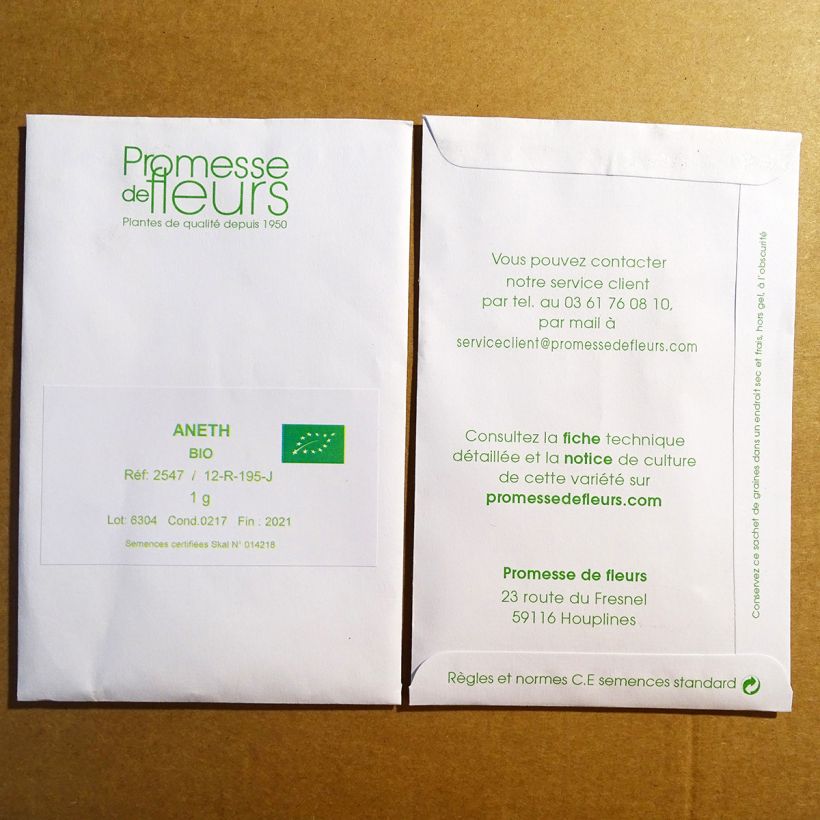 Promesse
de fleurs
Plantes de qualité depuis 1950
ANETH
BIO
Réf: 2547 / 12-R-195-J
1 g
Lot: 6304 Cond.0217 Fin : 2021
Semences certifiées Skal N° 014218
Vous pouvez contacter
notre service client
par tel. au 03 61 76 08 10,
par mail à
serviceclient@promessedefleurs.com
Consultez la fiche technique
détaillée et la notice de culture
de cette variété sur
promessedefleurs.com
Promesse de fleurs
23 route du Fresnel
59116 Houplines
Règles et normes C.E semences standard
Conservez ce sachet de graines dans un endroit sec et frais, hors gel, à l'obscurité